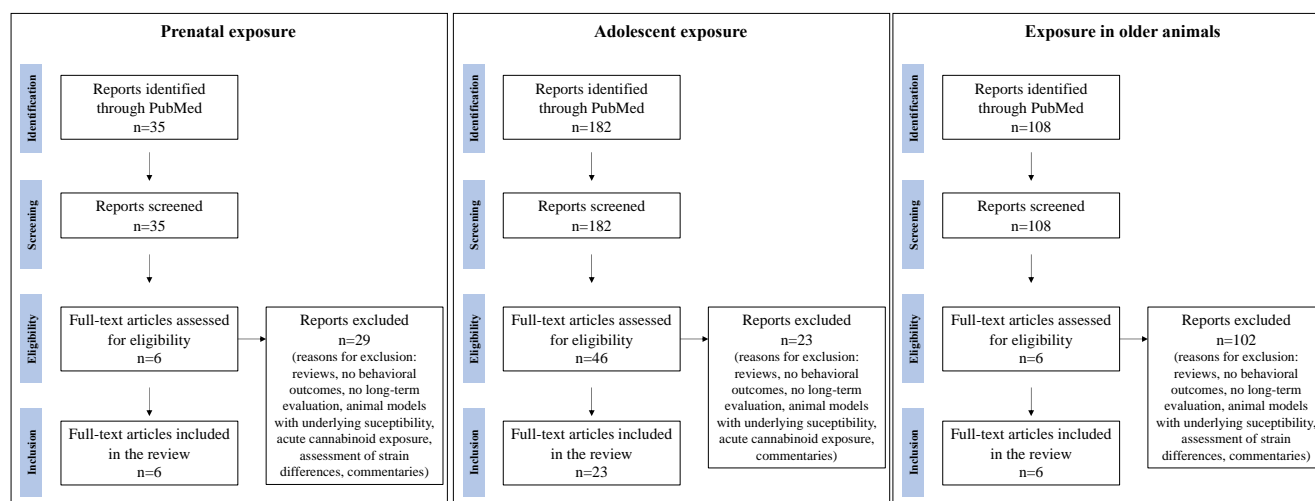 Prenatal exposure
Identification
Reports identified
through PubMed
n=35
Screening
Reports screened
n=35
Eligibility
Full-text articles assessed
for eligibility
n=6
Reports excluded
n=29
(reasons for exclusion:
reviews, no behavioral
outcomes, no long-term
evaluation, animal models
with underlying suceptibility,
acute cannabinoid exposure,
assessment of strain
differences, commentaries)
Inclusion
Full-text articles included
in the review
n=6
Adolescent exposure
Identification
Reports identified
through PubMed
n=182
Screening
Reports screened
n=182
Eligibility
Full-text articles assessed
for eligibility
n=46
Reports excluded
n=23
(reasons for exclusion:
reviews, no behavioral
outcomes, no long-term
evaluation, animal models
with underlying suceptibility,
acute cannabinoid exposure,
commentaries)
Inclusion
Full-text articles included
in the review
n=23
Exposure in older animals
Identification
Reports identified
through PubMed
n=108
Screening
Reports screened
n=108
Eligibility
Full-text articles assessed
for eligibility
n=6
Reports excluded
n=102
(reasons for exclusion:
reviews, no behavioral
outcomes, no long-term
evaluation, animal models
with underlying suceptibility,
assessment of strain
differences, commentaries)
Inclusion
Full-text articles included
in the review
n=6